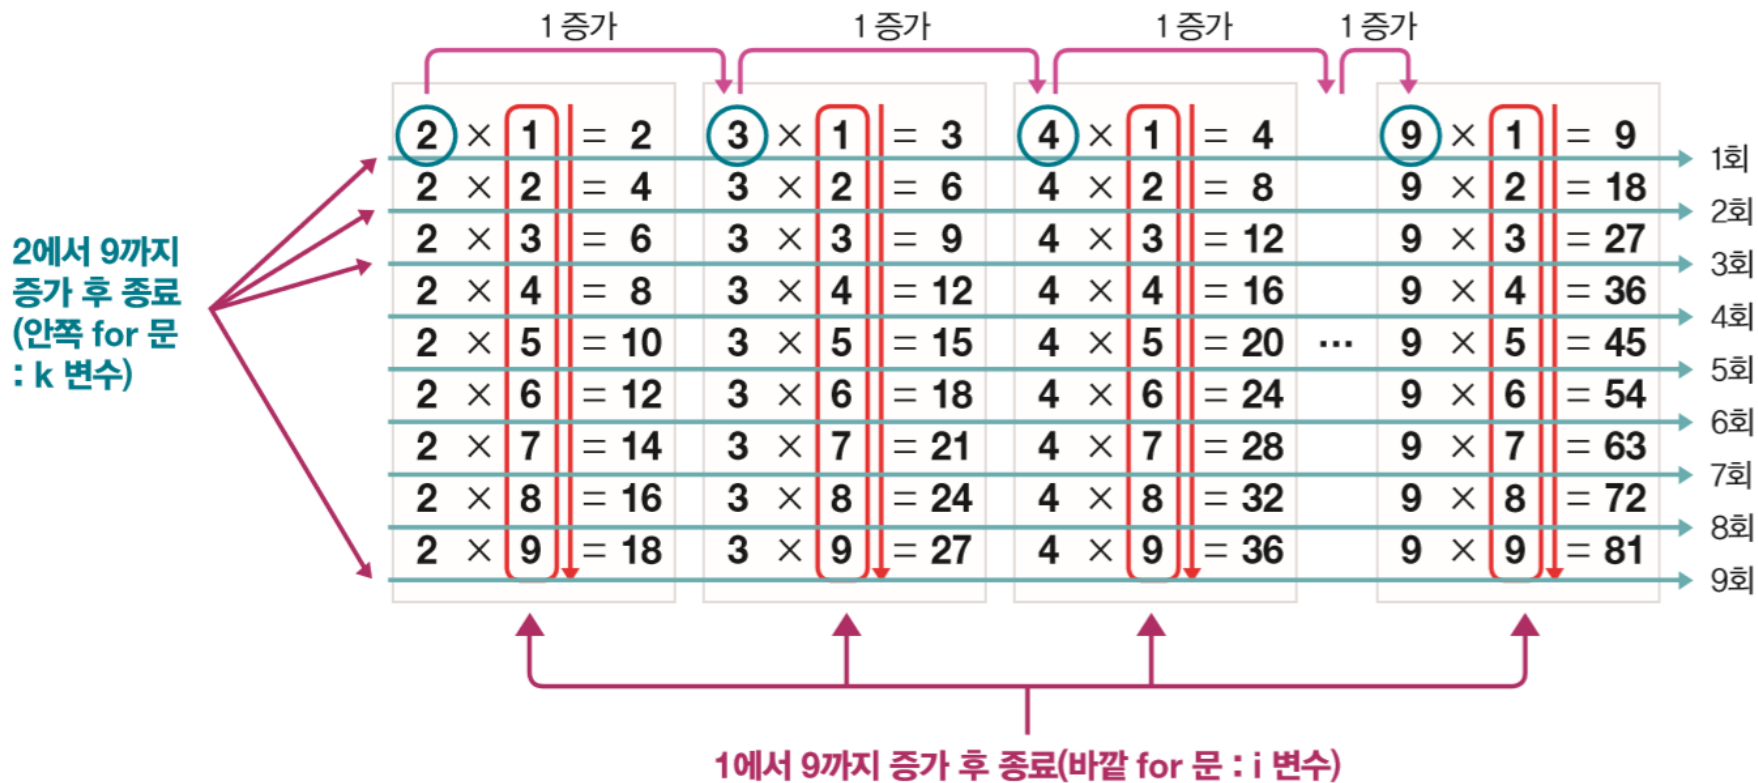 1 증가 1 증가 1 증가 1 증가
2 × 1 = 2 3 × 1 = 3 4 × 1 = 4 9 × 1 = 9
1회
2 × 2 = 4 3 × 2 = 6 4 × 2 = 8 9 × 2 = 18
2회
2 × 3 = 6 3 × 3 = 9 4 × 3 = 12 9 × 3 = 27
3회
2 × 4 = 8 3 × 4 = 12 4 × 4 = 16 9 × 4 = 36
4회
2 × 5 = 10 3 × 5 = 15 4 × 5 = 20 ··· 9 × 5 = 45
5회
2 × 6 = 12 3 × 6 = 18 4 × 6 = 24 9 × 6 = 54
6회
2 × 7 = 14 3 × 7 = 21 4 × 7 = 28 9 × 7 = 63
7회
2 × 8 = 16 3 × 8 = 24 4 × 8 = 32 9 × 8 = 72
8회
2 × 9 = 18 3 × 9 = 27 4 × 9 = 36 9 × 9 = 81
9회
2에서 9까지
증가 후 종료
(안쪽 for 문
: k 변수)
1에서 9까지 증가 후 종료(바깥 for 문 : i 변수)